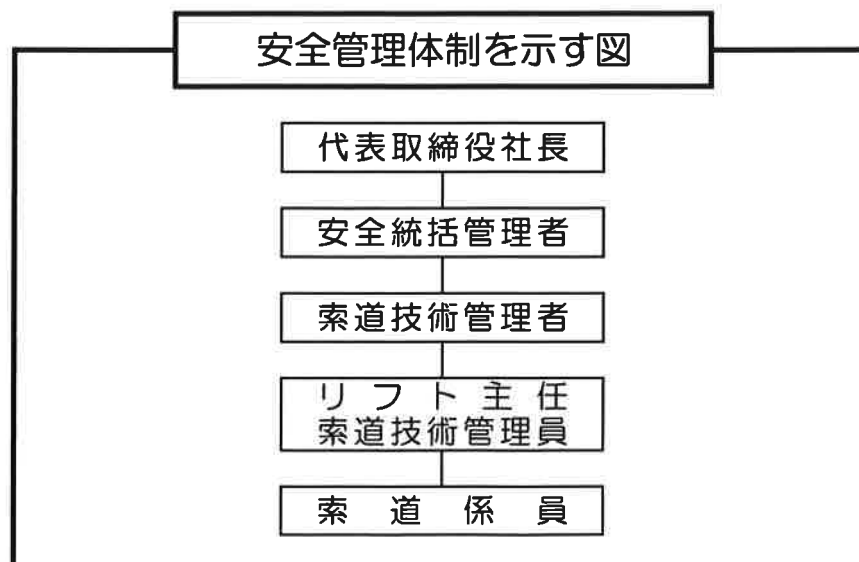 安全管理体制を示す図
代表取締役社長
安全統括管理者
索道技術管理者
リフト主任
索道技術管理員
索道係員